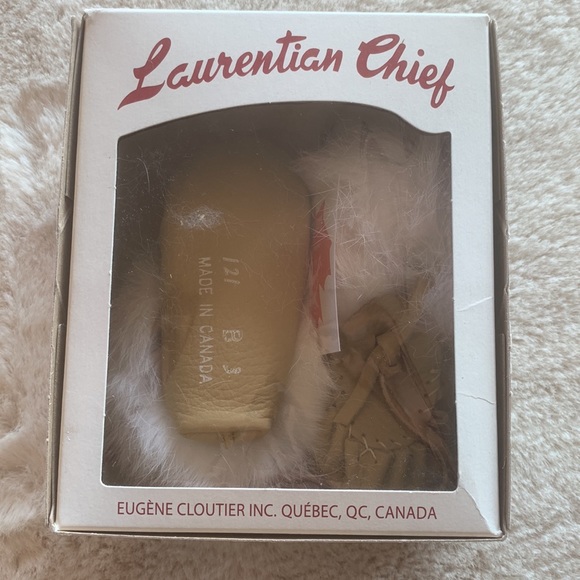 Laurentian Chief
121 B 3
MADE IN CANADA
EUGÈNE CLOUTIER INC. QUÉBEC, QC, CANADA